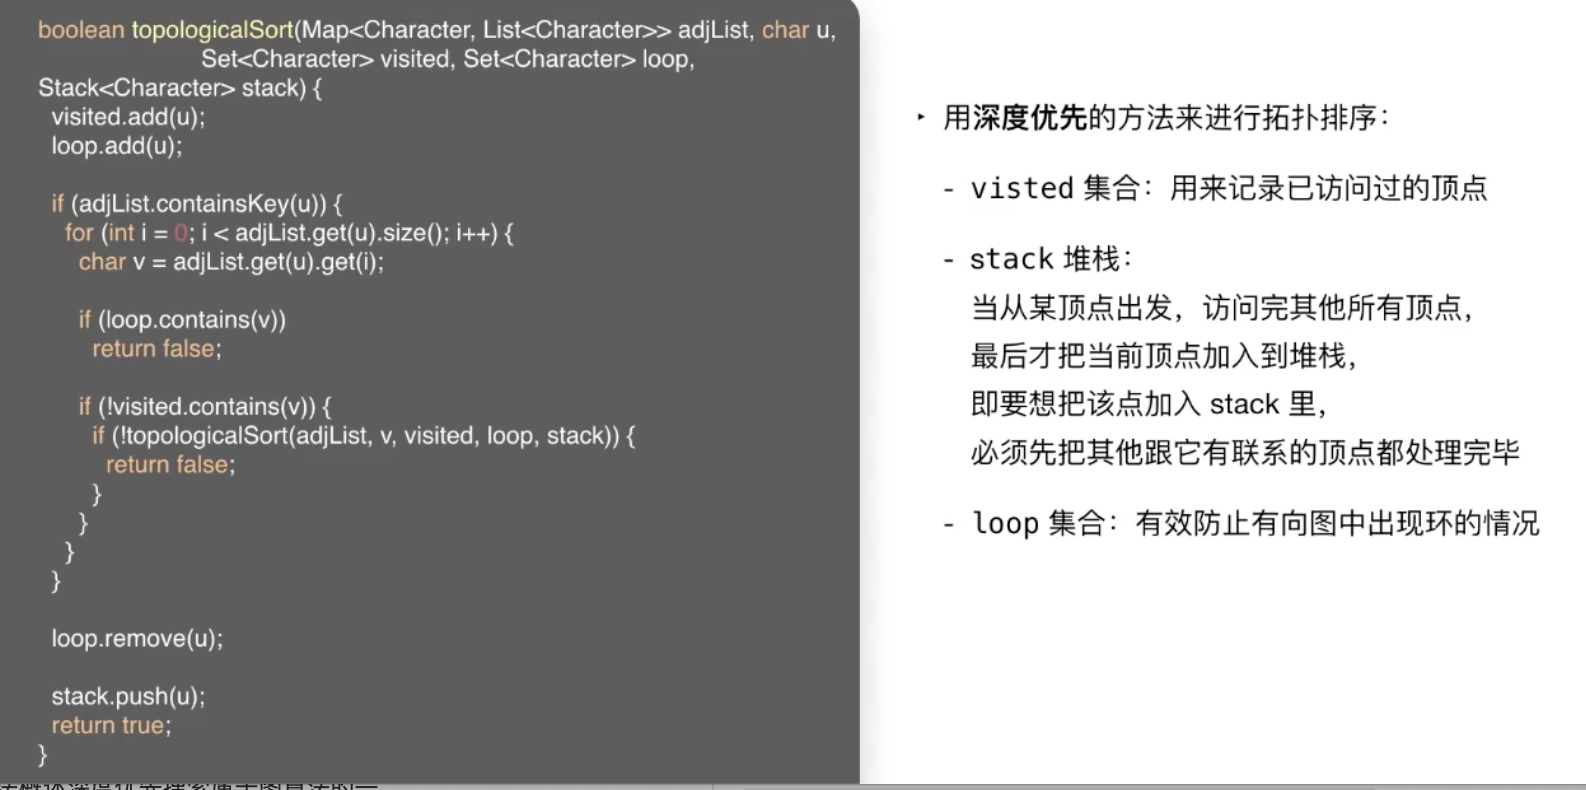 boolean topologicalSort(Map<Character, List<Character>> adjList, char u,
Set<Character> visited, Set<Character> loop,
Stack<Character> stack) {
visited.add(u);
loop.add(u);
if (adjList.containsKey(u)) {
for (int i = 0; i < adjList.get(u).size(); i++) {
char v = adjList.get(u).get(i);
if (loop.contains(v))
return false;
if (!visited.contains(v)) {
if (!topologicalSort(adjList, v, visited, loop, stack)) {
return false;
}
}
}
}
loop.remove(u);
stack.push(u);
return true;
}
‣ 用深度优先的方法来进行拓扑排序：
- visted 集合：用来记录已访问过的顶点
- stack 堆栈：
当从某顶点出发，访问完其他所有顶点，
最后才把当前顶点加入到堆栈，
即要想把该点加入 stack 里，
必须先把其他跟它有联系的顶点都处理完毕
- loop 集合：有效防止有向图中出现环的情况